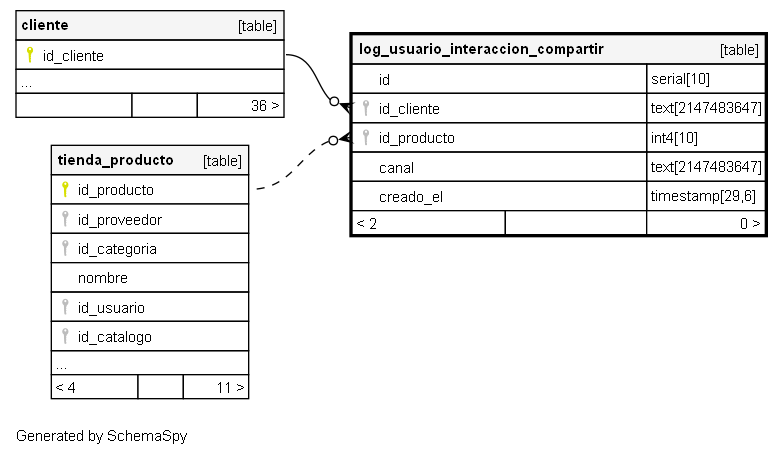 cliente [table]
id_cliente
...
36 >
log_usuario_interaccion_compartir [table]
id serial[10]
id_cliente text[2147483647]
id_producto int4[10]
canal text[2147483647]
creado_el timestamp[29,6]
< 2 0 >
tienda_producto [table]
id_producto
id_proveedor
id_categoria
nombre
id_usuario
id_catalogo
...
< 4 11 >
Generated by SchemaSpy